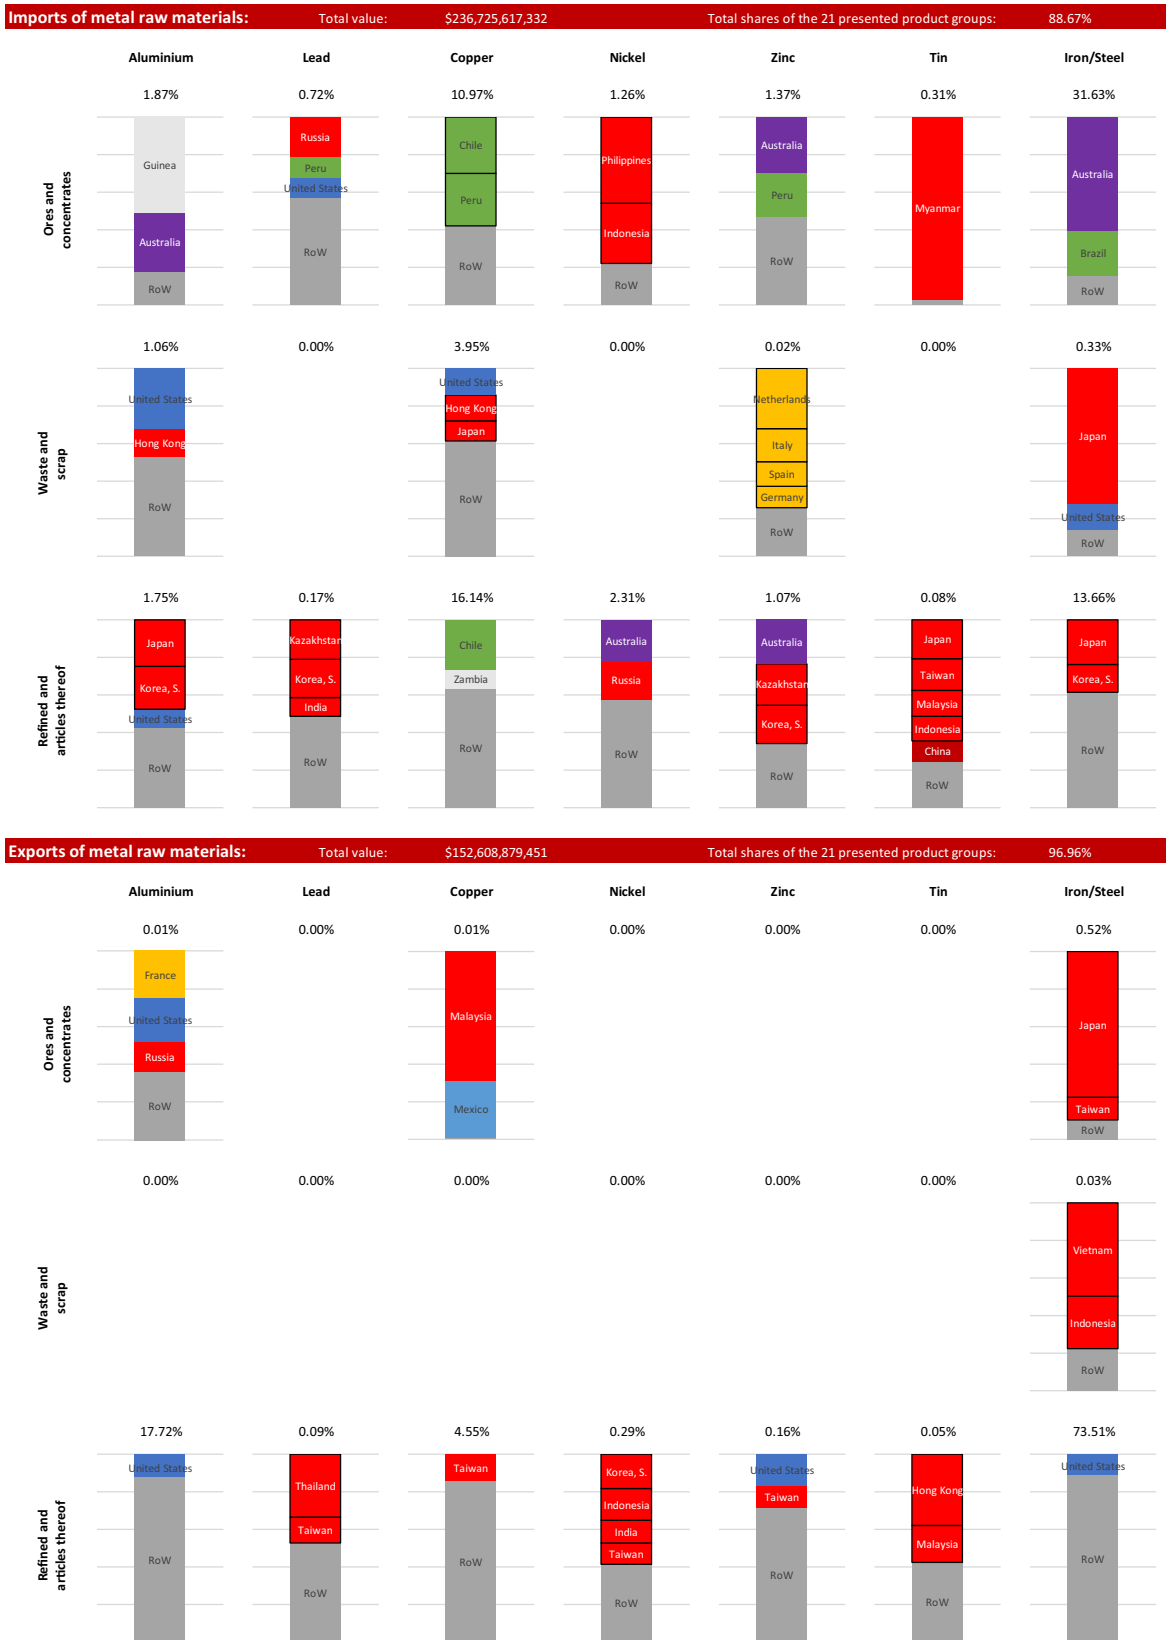 Imports of metal raw materials: Total value: $236,725,617,332 Total shares of the 21 presented product groups: 88.67%
Aluminium Lead Copper Nickel Zinc Tin Iron/Steel
Ores and
concentrates
1.87% 0.72% 10.97% 1.26% 1.37% 0.31% 31.63%
Guinea
Australia
RoW
Russia
Peru
United States
RoW
Chile
Peru
RoW
Philippines
Indonesia
RoW
Australia
Peru
RoW
Myanmar
Australia
Brazil
RoW
Waste and
scrap
1.06% 0.00% 3.95% 0.00% 0.02% 0.00% 0.33%
United States
Hong Kong
RoW
United States
Hong Kong
Japan
RoW
Netherlands
Italy
Spain
Germany
RoW
Japan
United States
RoW
Refined and
articles thereof
1.75% 0.17% 16.14% 2.31% 1.07% 0.08% 13.66%
Japan
Korea, S.
United States
RoW
Kazakhstan
Korea, S.
India
RoW
Chile
Zambia
RoW
Australia
Russia
RoW
Australia
Kazakhstan
Korea, S.
RoW
Japan
Taiwan
Malaysia
Indonesia
China
RoW
Japan
Korea, S.
RoW
Exports of metal raw materials: Total value: $152,608,879,451 Total shares of the 21 presented product groups: 96.96%
Aluminium Lead Copper Nickel Zinc Tin Iron/Steel
Ores and
concentrates
0.01% 0.00% 0.01% 0.00% 0.00% 0.00% 0.52%
France
United States
Russia
RoW
Malaysia
Mexico
Japan
Taiwan
RoW
Waste and
scrap
0.00% 0.00% 0.00% 0.00% 0.00% 0.00% 0.03%
Vietnam
Indonesia
RoW
Refined and
articles thereof
17.72% 0.09% 4.55% 0.29% 0.16% 0.05% 73.51%
United States
RoW
Thailand
Taiwan
RoW
Taiwan
RoW
Korea, S.
Indonesia
India
Taiwan
RoW
United States
Taiwan
RoW
Hong Kong
Malaysia
RoW
United States
RoW